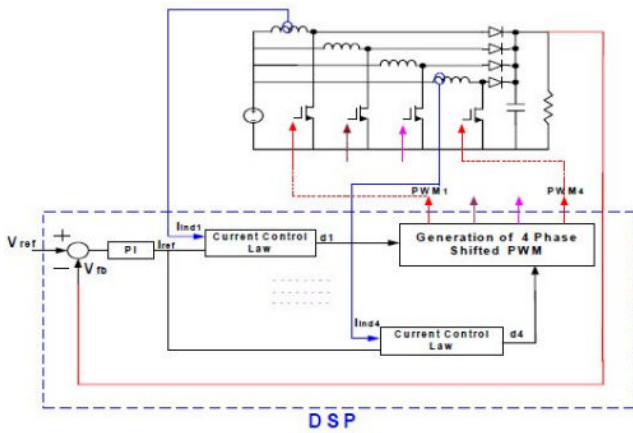 PWM1
PWM4
Iind1
Vref
+
PI
Iref
Current Control
Law
d1
Generation of 4 Phase
Shifted PWM
−
Vfb
Iind4
Current Control
Law
d4
DSP